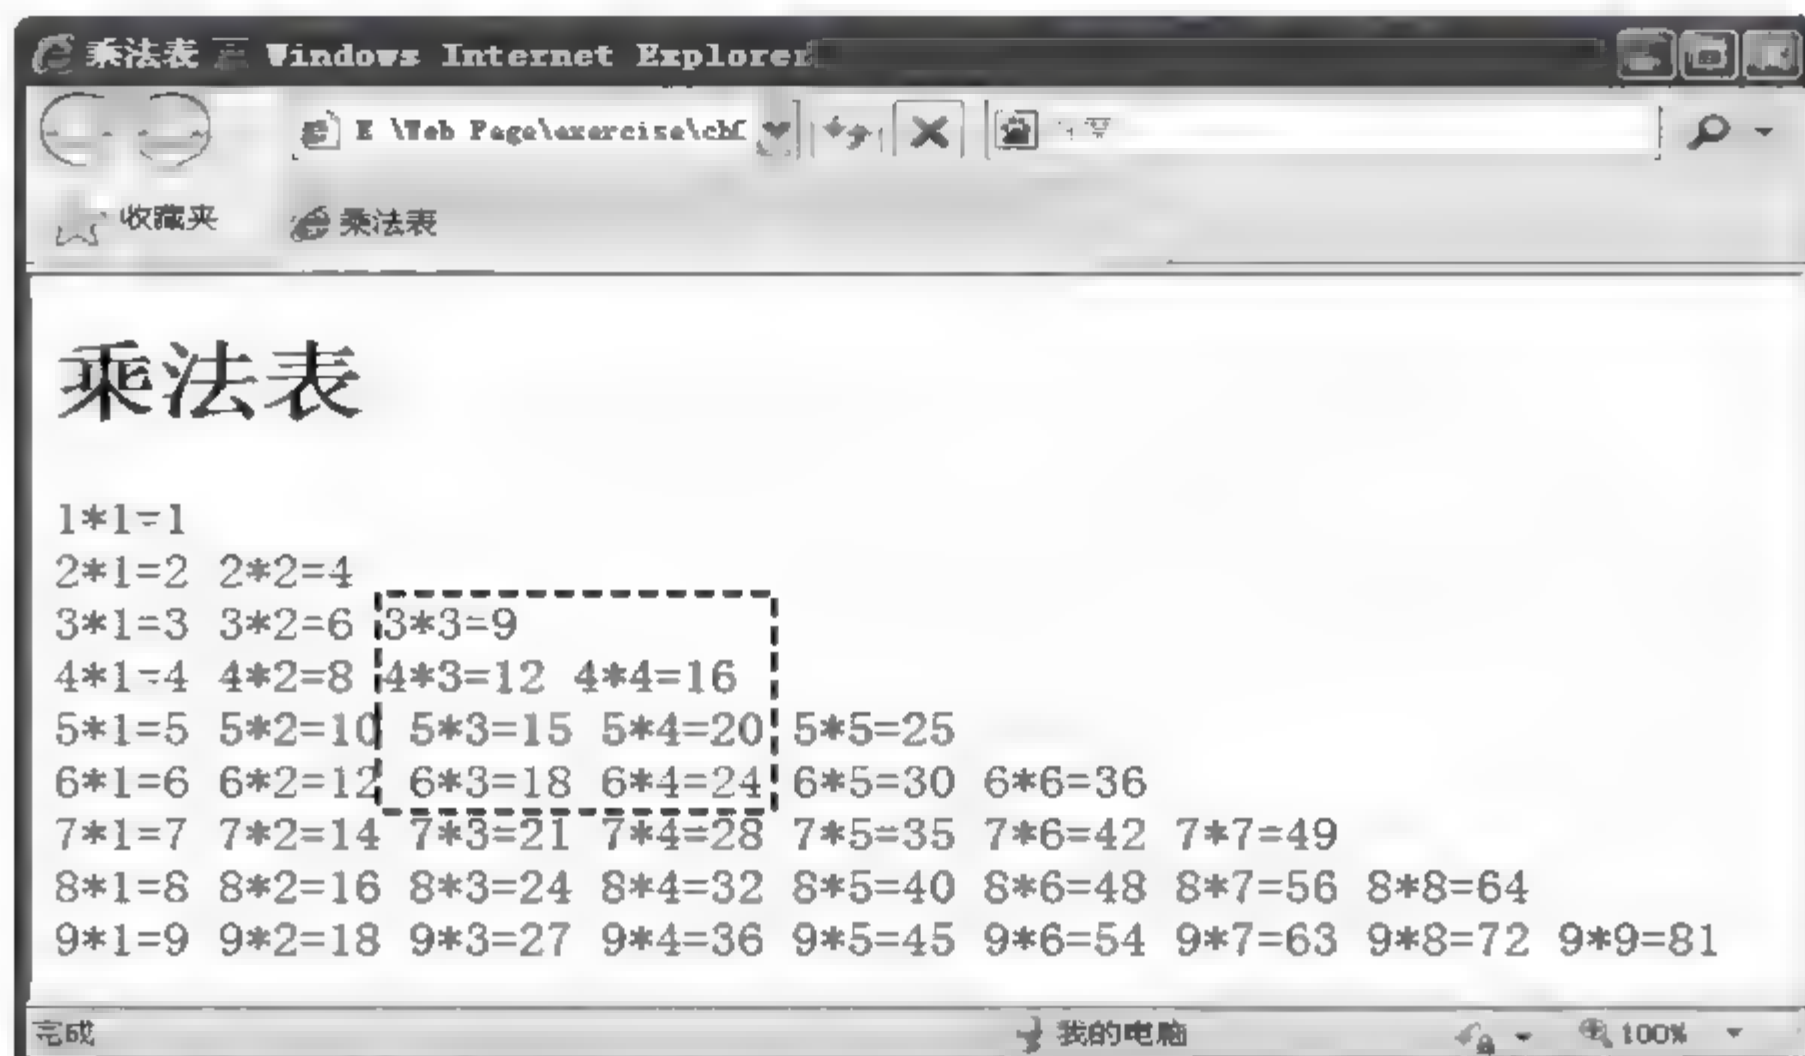 乘法表 Windows Internet Explorer
E \Web Page\exercise\cb
收藏夹 乘法表
乘法表
1*1=1
2*1=2 2*2=4
3*1=3 3*2=6 3*3=9
4*1=4 4*2=8 4*3=12 4*4=16
5*1=5 5*2=10 5*3=15 5*4=20 5*5=25
6*1=6 6*2=12 6*3=18 6*4=24 6*5=30 6*6=36
7*1=7 7*2=14 7*3=21 7*4=28 7*5=35 7*6=42 7*7=49
8*1=8 8*2=16 8*3=24 8*4=32 8*5=40 8*6=48 8*7=56 8*8=64
9*1=9 9*2=18 9*3=27 9*4=36 9*5=45 9*6=54 9*7=63 9*8=72 9*9=81
完成 我的电脑 100%